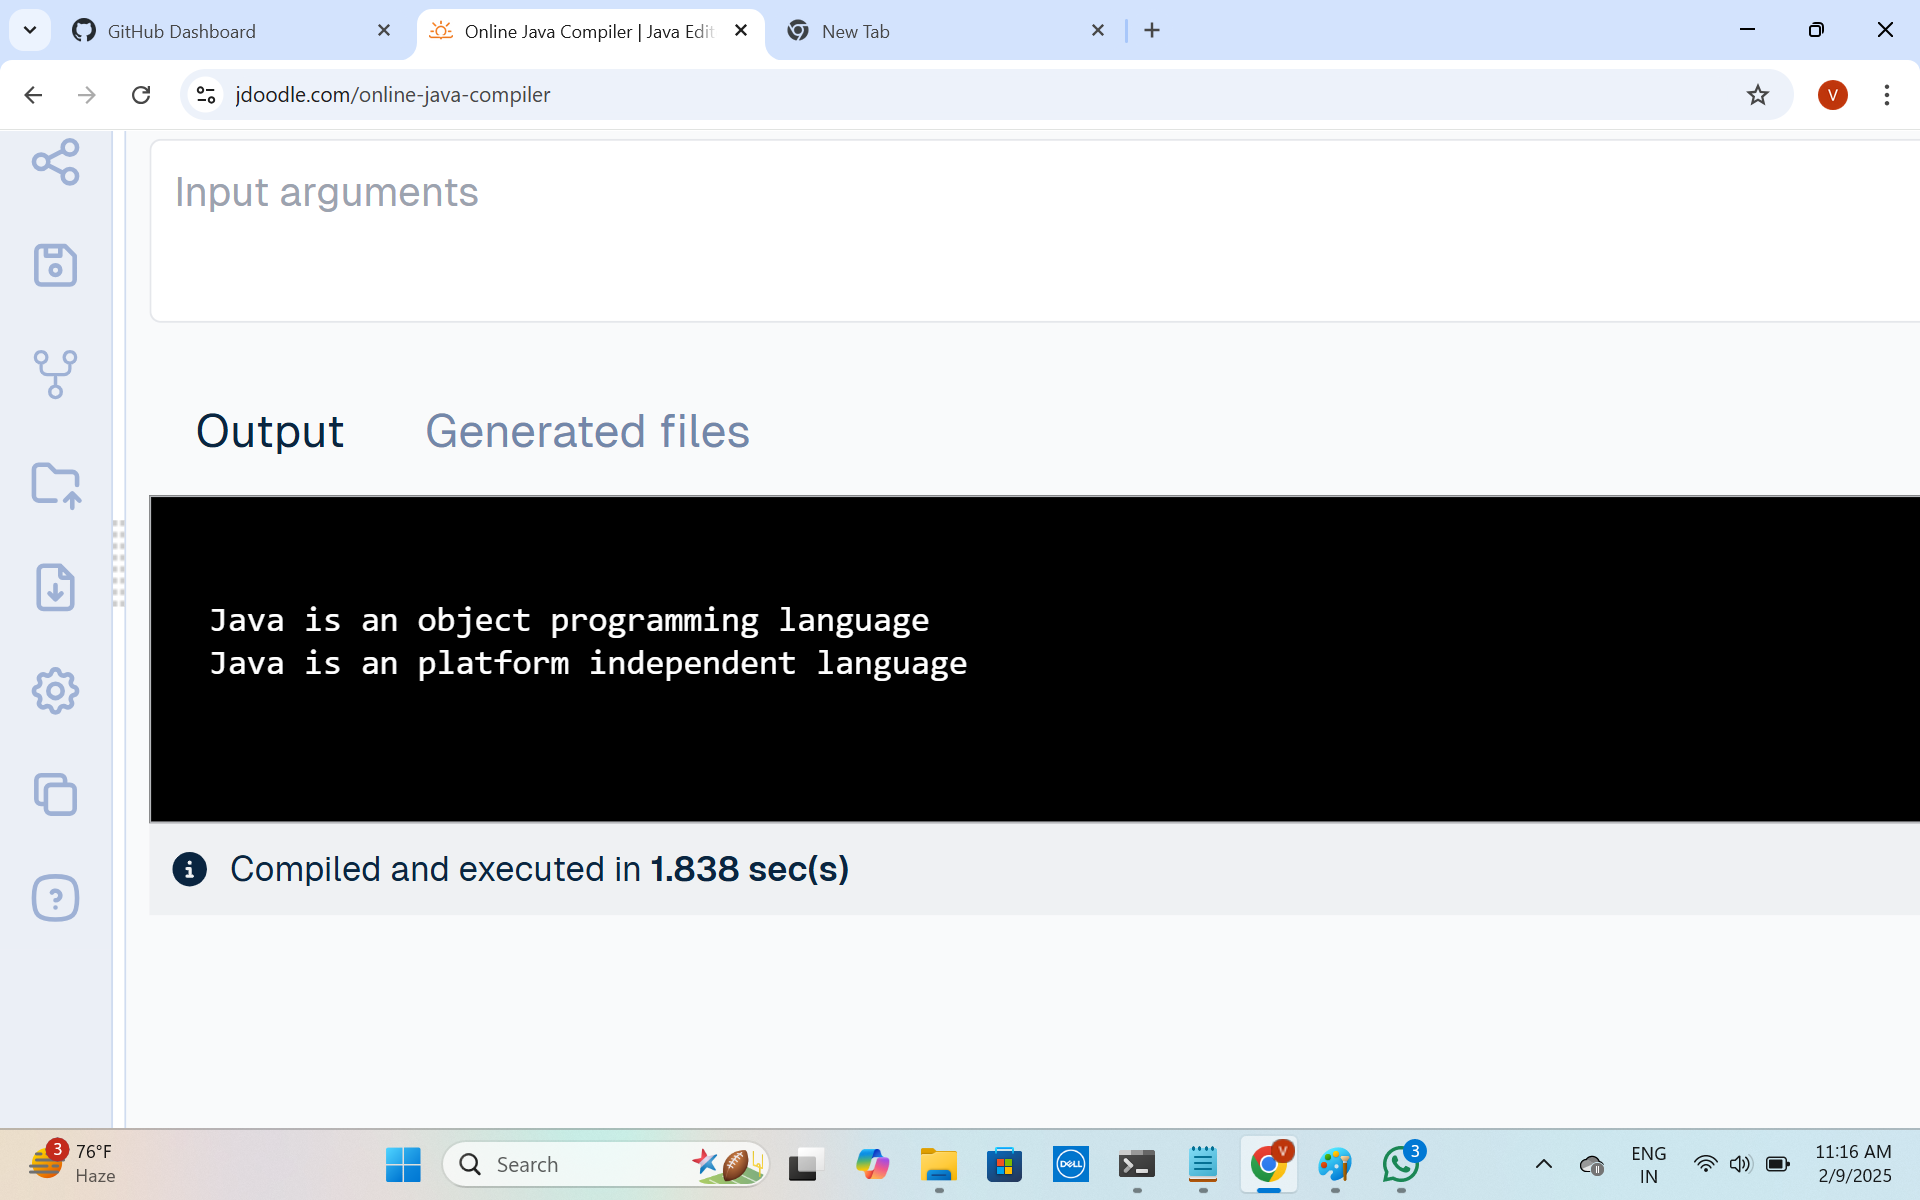 GitHub Dashboard
Online Java Compiler | Java Edit
New Tab
jdoodle.com/online-java-compiler
V
Input arguments
Output
Generated files
Java is an object programming language
Java is an platform independent language
Compiled and executed in 1.838 sec(s)
3
76°F
Haze
Search
DELL
V
3
ENG
IN
11:16 AM
2/9/2025